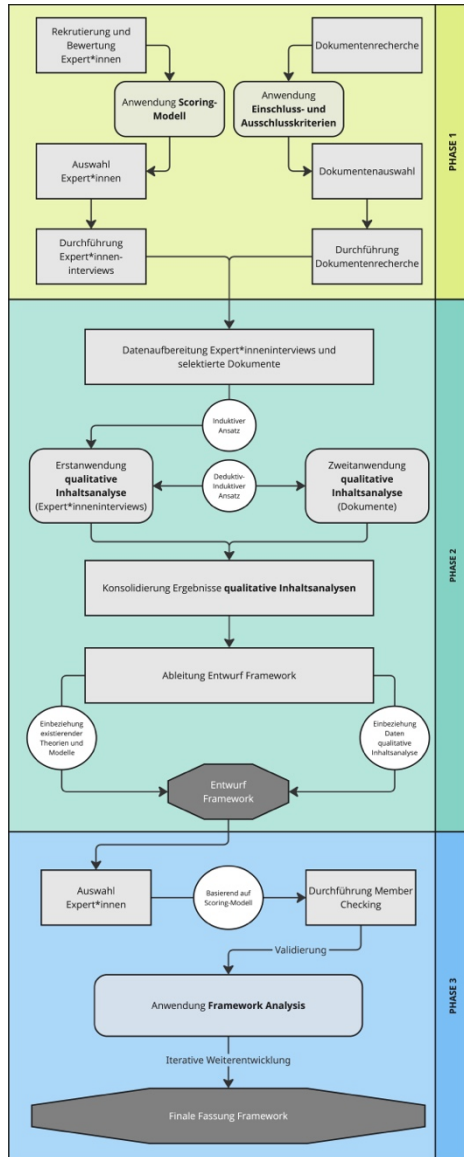 Rekrutierung und
Bewertung
Expert*innen
Dokumentenrecherche
Anwendung Scoring-
Modell
Anwendung
Einschluss- und
Ausschlusskriterien
Auswahl
Expert*innen
Dokumentenauswahl
Durchführung
Expert*innen-
interviews
Durchführung
Dokumentenrecherche
PHASE 1
Datenaufbereitung Expert*inneninterviews und
selektierte Dokumente
Induktiver
Ansatz
Erstanwendung
qualitative
Inhaltsanalyse
(Expert*inneninterviews)
Deduktiv-
Induktiver
Ansatz
Zweitanwendung
qualitative
Inhaltsanalyse
(Dokumente)
Konsolidierung Ergebnisse qualitative Inhaltsanalysen
Ableitung Entwurf Framework
Einbeziehung
existierender
Theorien und
Modelle
Einbeziehung
Daten
qualitative
Inhaltsanalyse
Entwurf
Framework
PHASE 2
Auswahl
Expert*innen
Basierend auf
Scoring-Modell
Durchführung Member
Checking
Validierung
Anwendung Framework Analysis
Iterative Weiterentwicklung
Finale Fassung Framework
PHASE 3